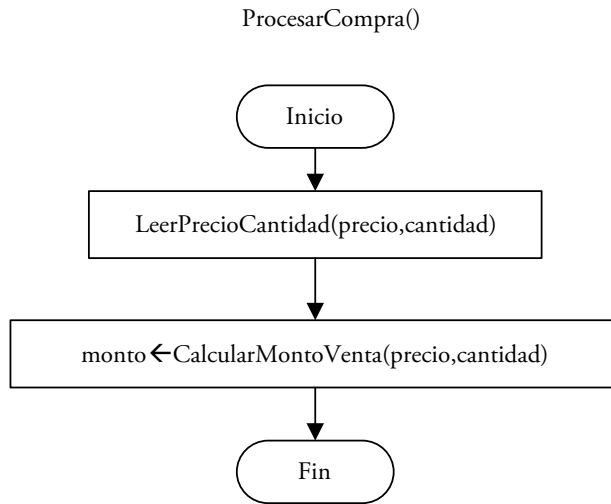 ProcesarCompra()
Inicio
LeerPrecioCantidad(precio,cantidad)
monto←CalcularMontoVenta(precio,cantidad)
Fin